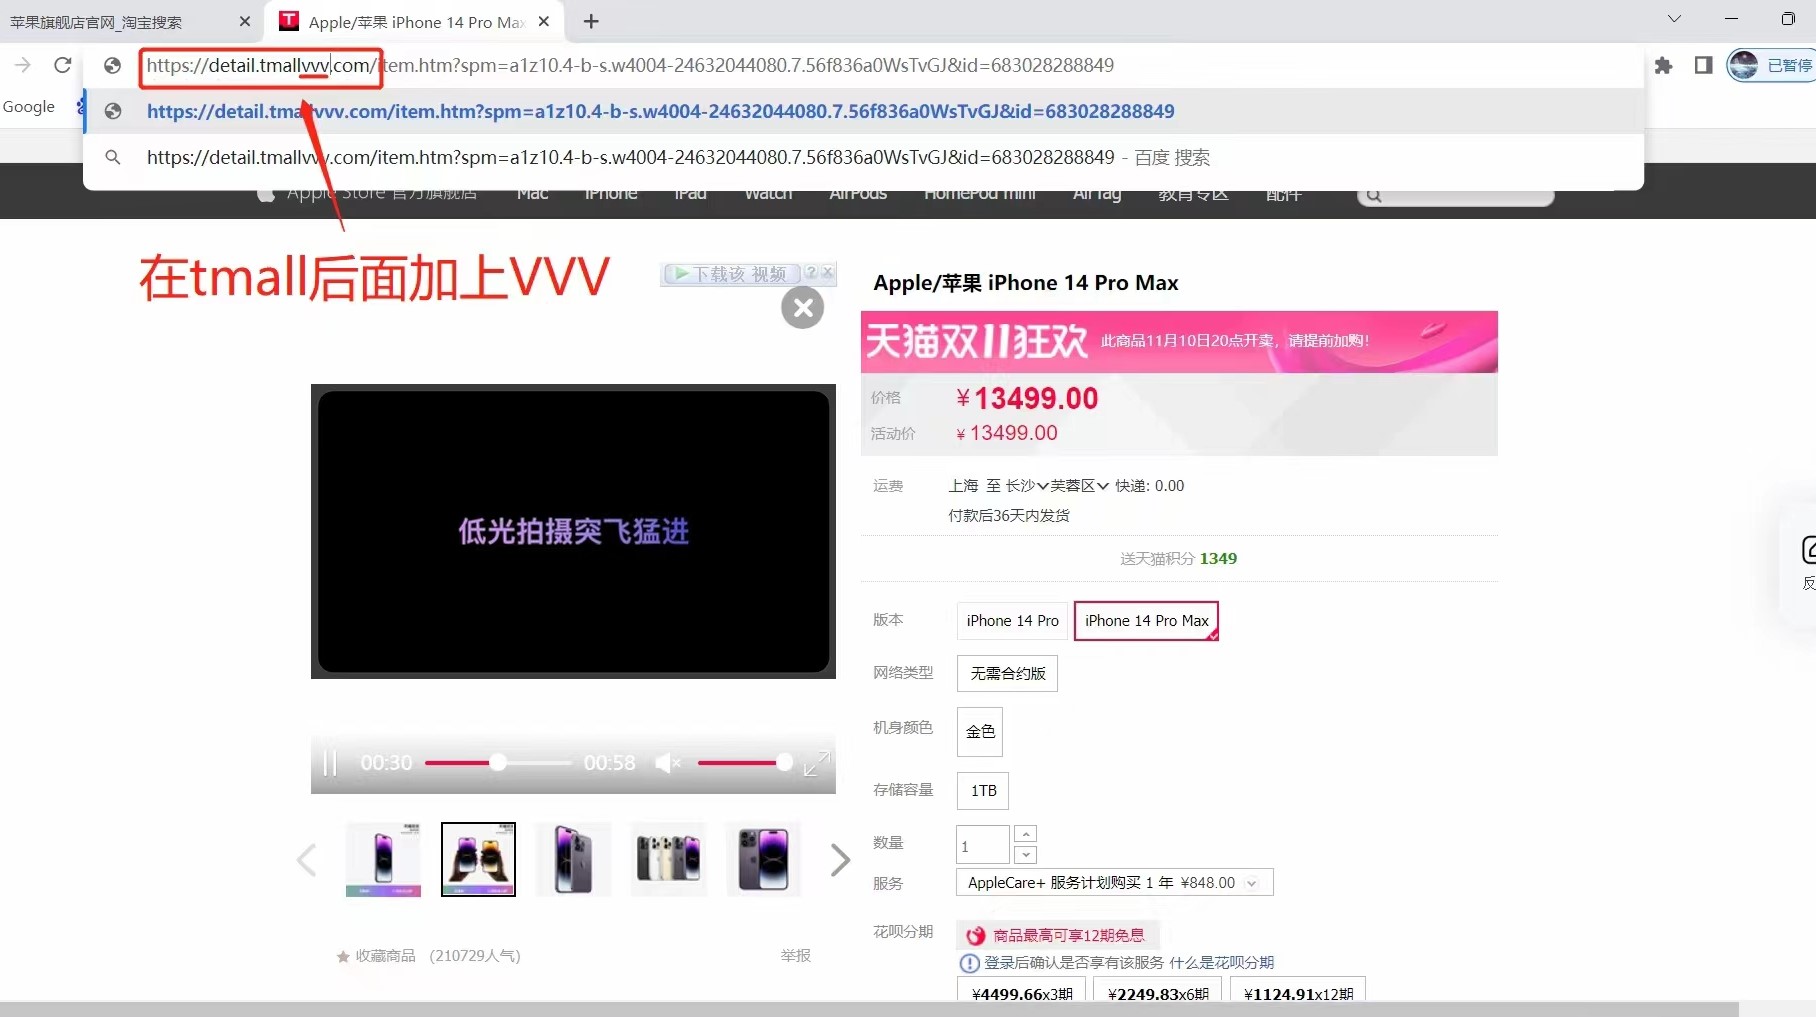 苹果旗舰店官网_淘宝搜索
Apple/苹果 iPhone 14 Pro Max
https://detail.tmallvvv.com/item.htm?spm=a1z10.4-b-s.w4004-24632044080.7.56f836a0WsTvGJ&id=683028288849
已暂停
Google
https://detail.tmallvvv.com/item.htm?spm=a1z10.4-b-s.w4004-24632044080.7.56f836a0WsTvGJ&id=683028288849
https://detail.tmallvvv.com/item.htm?spm=a1z10.4-b-s.w4004-24632044080.7.56f836a0WsTvGJ&id=683028288849 - 百度 搜索
Apple Store 官方旗舰店 Mac iPhone iPad Watch AirPods HomePod mini AirTag 教育专区 配件
在tmall后面加上VVV
下载该 视频 ? x
Apple/苹果 iPhone 14 Pro Max
天猫双11狂欢 此商品11月10日20点开卖，请提前加购！
价格 ¥13499.00
活动价 ¥13499.00
运费 上海 至 长沙 芙蓉区 快递: 0.00
付款后36天内发货
低光拍摄突飞猛进
送天猫积分 1349
版本 iPhone 14 Pro iPhone 14 Pro Max
网络类型 无需合约版
机身颜色 金色
00:30 00:58
存储容量 1TB
数量 1
服务 AppleCare+ 服务计划购买 1 年 ¥848.00
花呗分期 商品最高可享12期免息
登录后确认是否享有该服务 什么是花呗分期
收藏商品 (210729人气) 举报
¥4499.66x3期 ¥2249.83x6期 ¥1124.91x12期